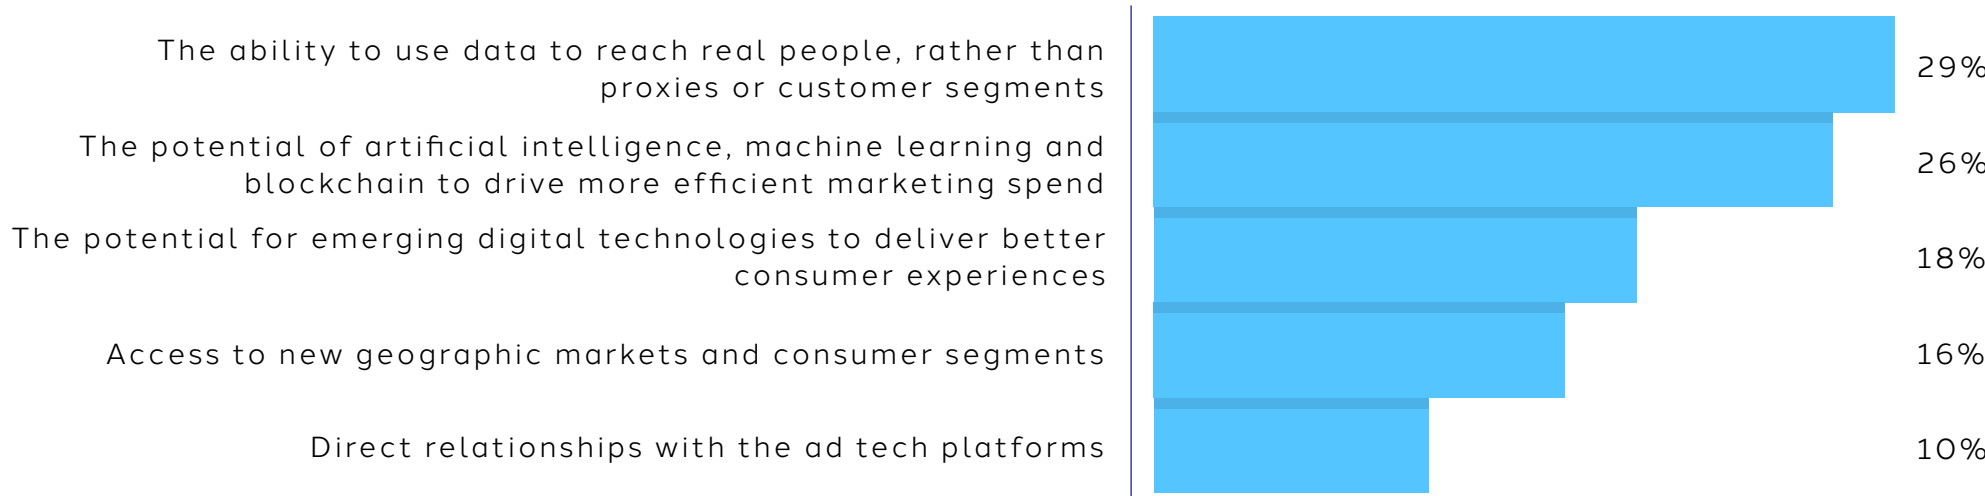 The ability to use data to reach real people, rather than
proxies or customer segments
29%
The potential of artificial intelligence, machine learning and
blockchain to drive more efficient marketing spend
26%
The potential for emerging digital technologies to deliver better
consumer experiences
18%
Access to new geographic markets and consumer segments
16%
Direct relationships with the ad tech platforms
10%